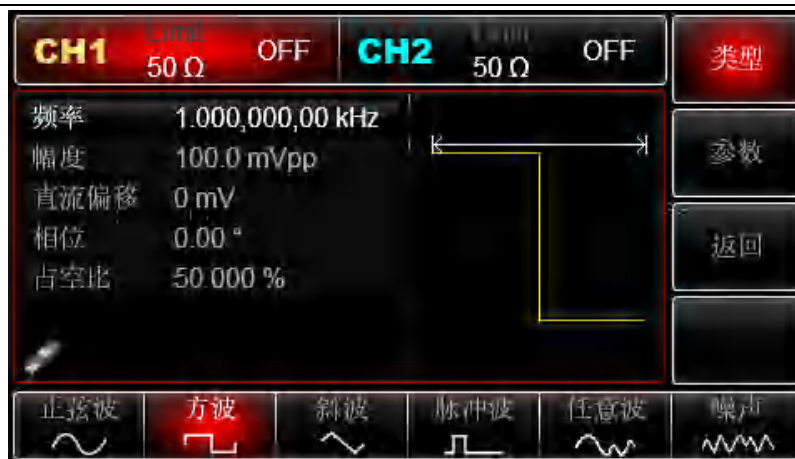 CH1 Limit 50 Ω OFF CH2 Limit 50 Ω OFF 类型
频率 1.000,000,00 kHz
幅度 100.0 mVpp 参数
直流偏移 0 mV
相位 0.00 ° 返回
占空比 50.000 %
正弦波 方波 斜波 脉冲波 任意波 噪声